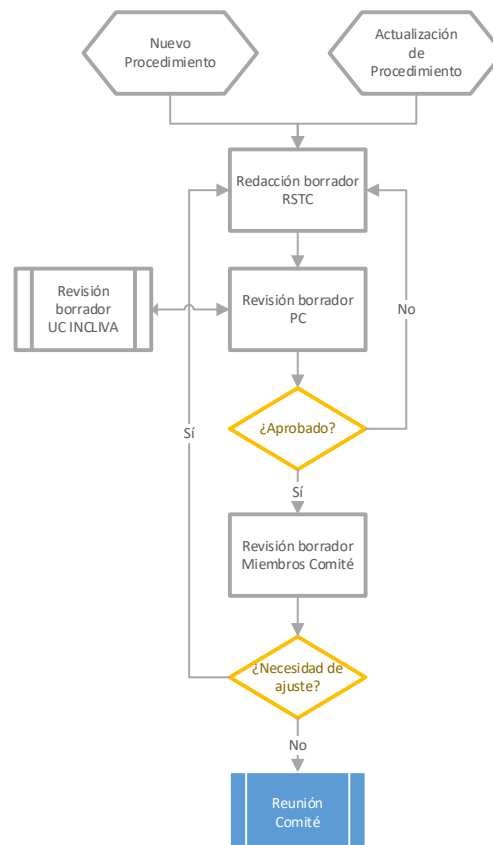 Nuevo
Procedimiento
Actualización
de
Procedimiento
Redacción borrador
RSTC
Revisión
borrador
UC INCLIVA
Revisión borrador
PC
No
¿Aprobado?
Sí
Sí
Revisión borrador
Miembros Comité
¿Necesidad de
ajuste?
No
Reunión
Comité